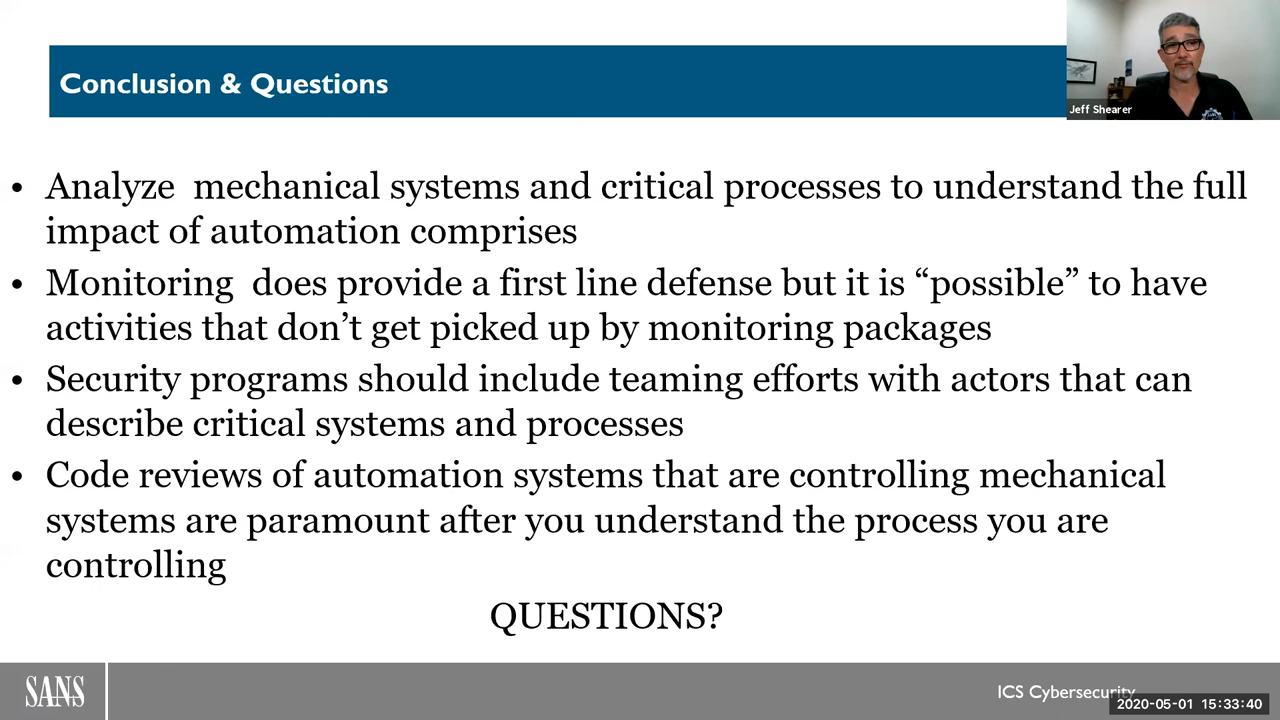 Conclusion & Questions
Jeff Shearer
• Analyze  mechanical systems and critical processes to understand the full
impact of automation comprises
• Monitoring  does provide a first line defense but it is “possible” to have
activities that don’t get picked up by monitoring packages
• Security programs should include teaming efforts with actors that can
describe critical systems and processes
• Code reviews of automation systems that are controlling mechanical
systems are paramount after you understand the process you are
controlling
QUESTIONS?
SANS
ICS Cybersecurity
2020-05-01 15:33:40